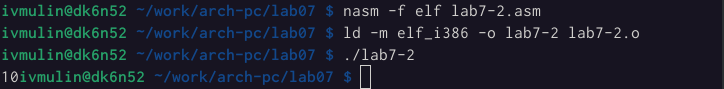 ivmulin@dk6n52 ~/work/arch-pc/lab07 $ nasm -f elf lab7-2.asm
ivmulin@dk6n52 ~/work/arch-pc/lab07 $ ld -m elf_i386 -o lab7-2 lab7-2.o
ivmulin@dk6n52 ~/work/arch-pc/lab07 $ ./lab7-2
10ivmulin@dk6n52 ~/work/arch-pc/lab07 $